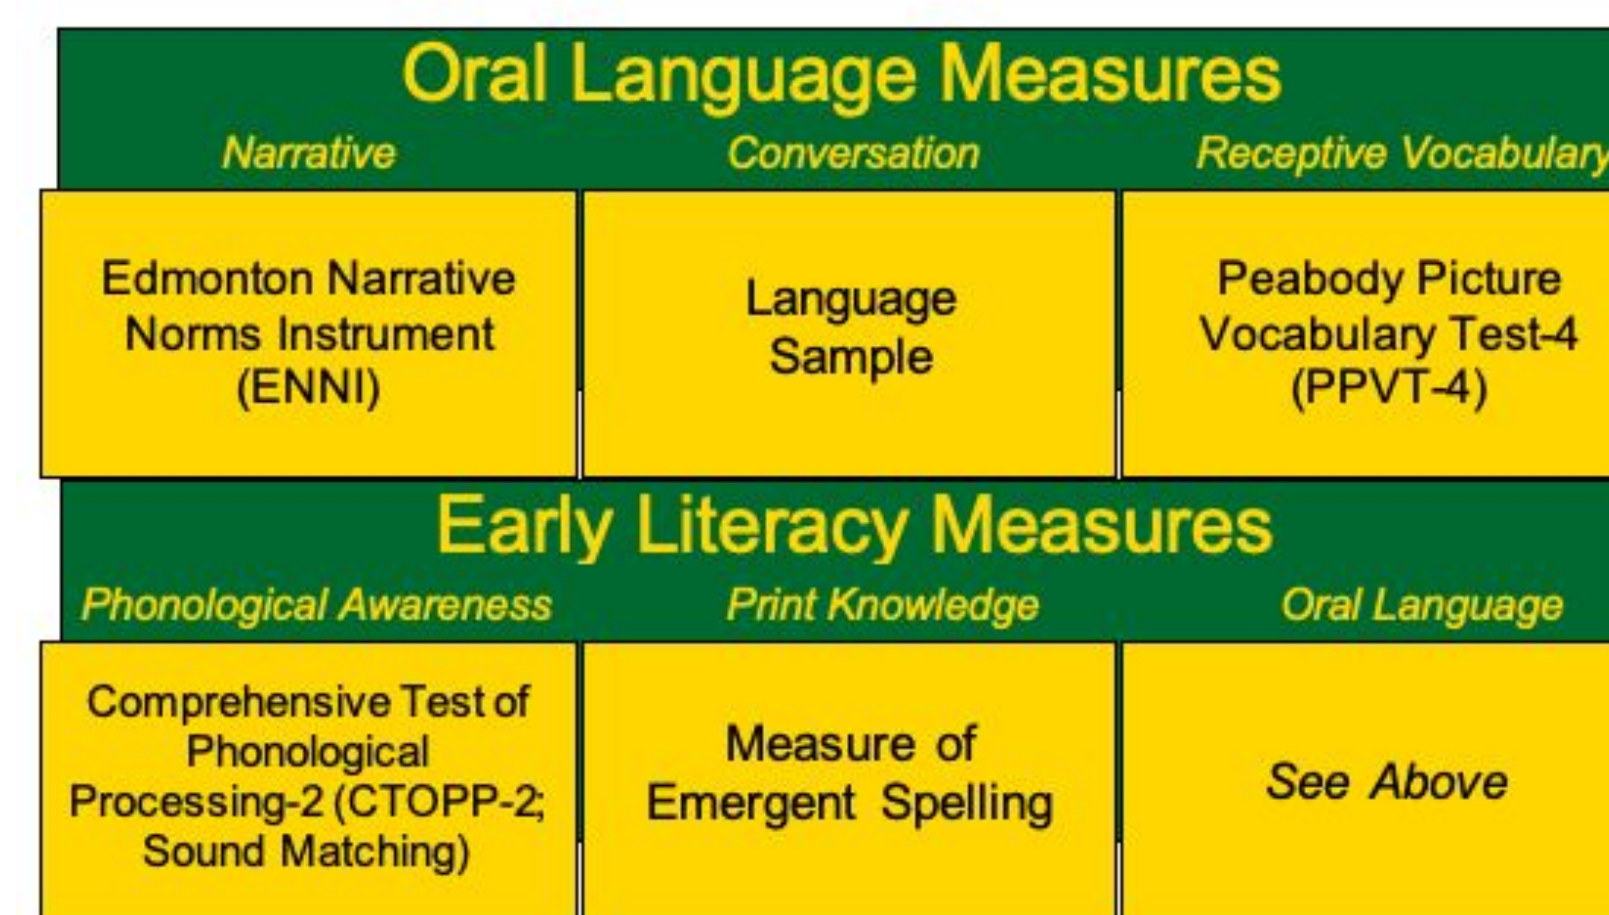 Oral Language Measures
Narrative Conversation Receptive Vocabulary
Edmonton Narrative
Norms Instrument
(ENNI)
Language
Sample
Peabody Picture
Vocabulary Test-4
(PPVT-4)
Early Literacy Measures
Phonological Awareness Print Knowledge Oral Language
Comprehensive Test of
Phonological
Processing-2 (CTOPP-2;
Sound Matching)
Measure of
Emergent Spelling
See Above